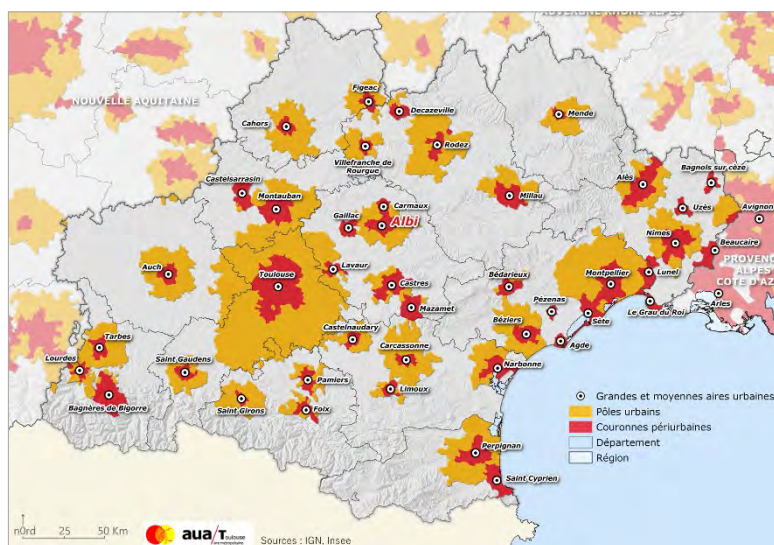 AUVERGNE RHÔNE ALPES
NOUVELLE AQUITAINE
Figeac
Decazeville
Mende
Cahors
Rodez
Villefranche de
Rourgue
Castelsarrasin
Montauban
Millau
Alès
Bagnols sur cèze
Carmaux
Gaillac
Albi
Uzès
Avignon
Nîmes
Beaucaire
PROVENCE
ALPES
COTE D'AZ
Auch
Toulouse
Lavaur
Castres
Bédarieux
Montpellier
Lunel
Arles
Mazamet
Pézenas
Le Grau du Roi
Sète
Castelnaudary
Béziers
Agde
Tarbes
Lourdes
Saint Gaudens
Carcassonne
Narbonne
Pamiers
Limoux
Bagnères de Bigorre
Saint Girons
Foix
Perpignan
Saint Cyprien
Grandes et moyennes aires urbaines
Pôles urbains
Couronnes périurbaines
Département
Région
n0rd 25 50 Km
aua/Toulouse
Sources : IGN, Insee